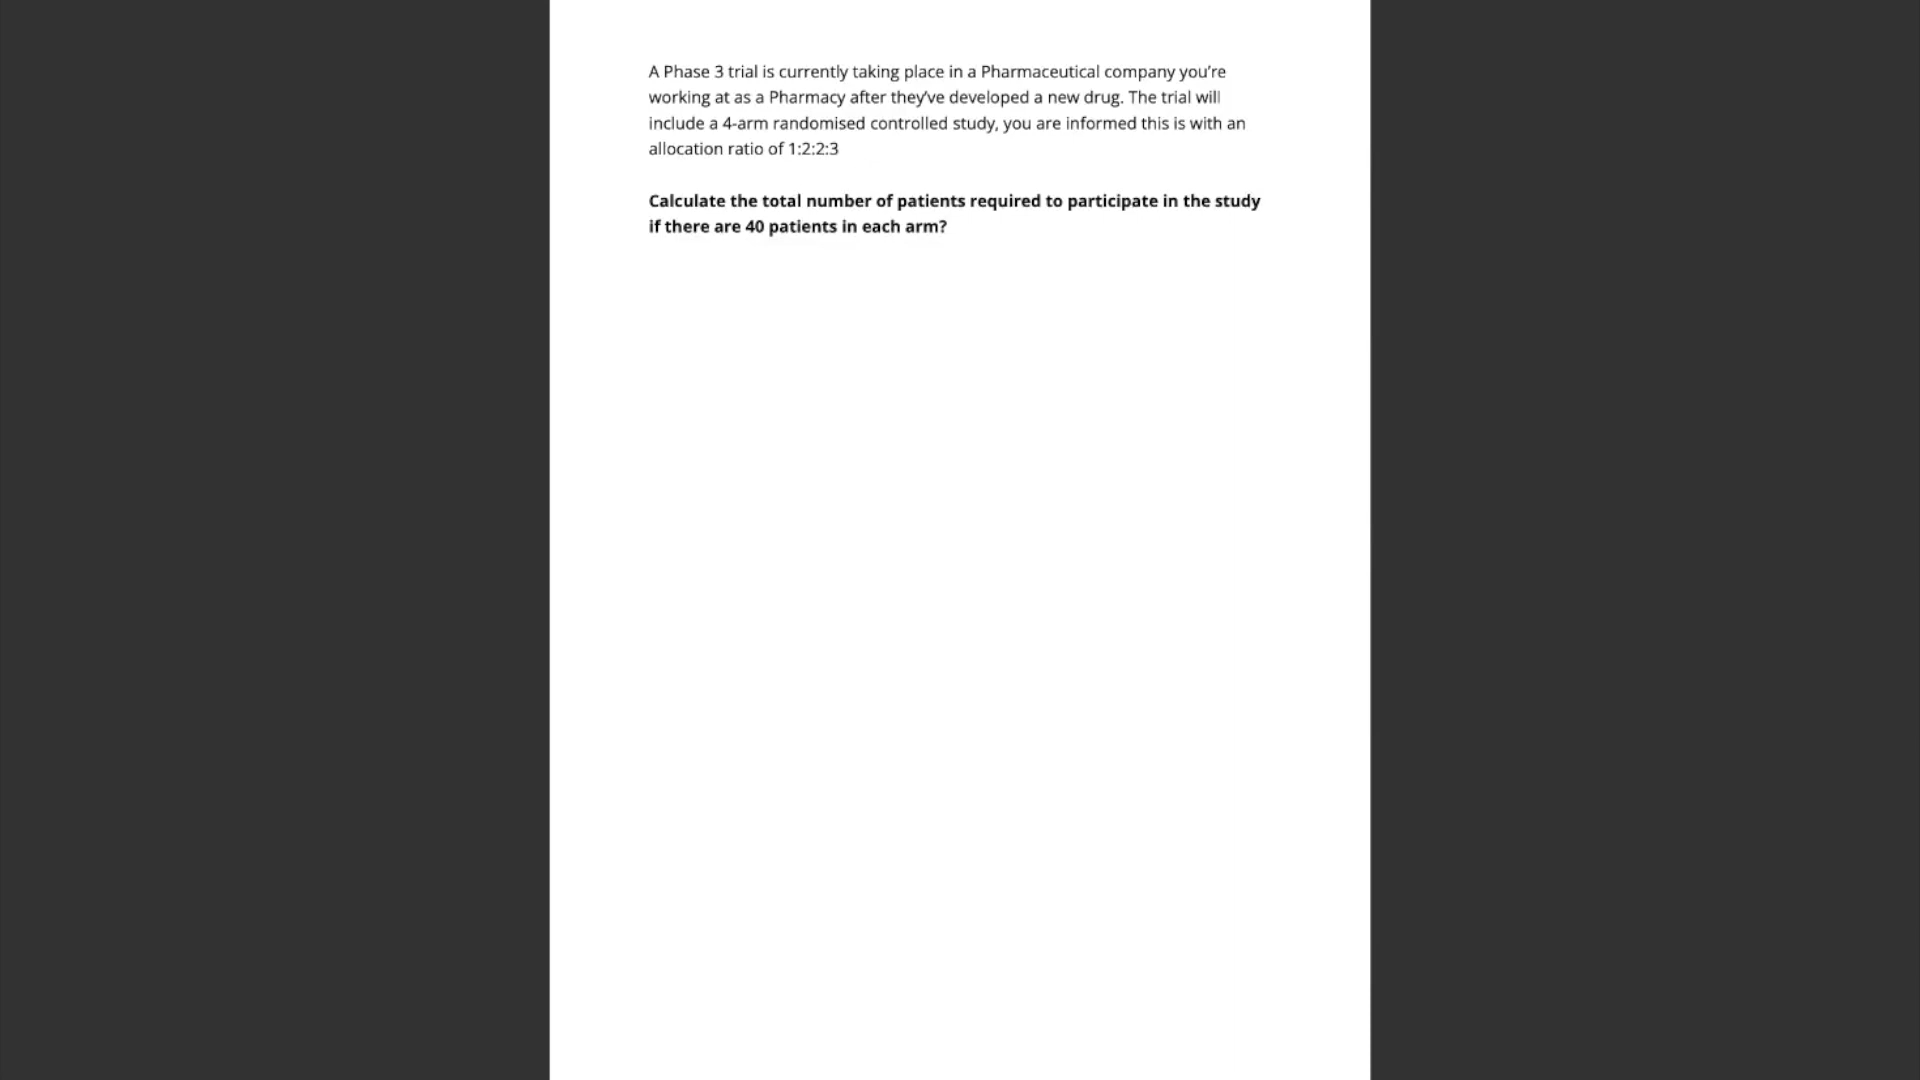 A Phase 3 trial is currently taking place in a Pharmaceutical company you’re
working at as a Pharmacy after they’ve developed a new drug. The trial will
include a 4-arm randomised controlled study, you are informed this is with an
allocation ratio of 1:2:2:3
Calculate the total number of patients required to participate in the study
if there are 40 patients in each arm?